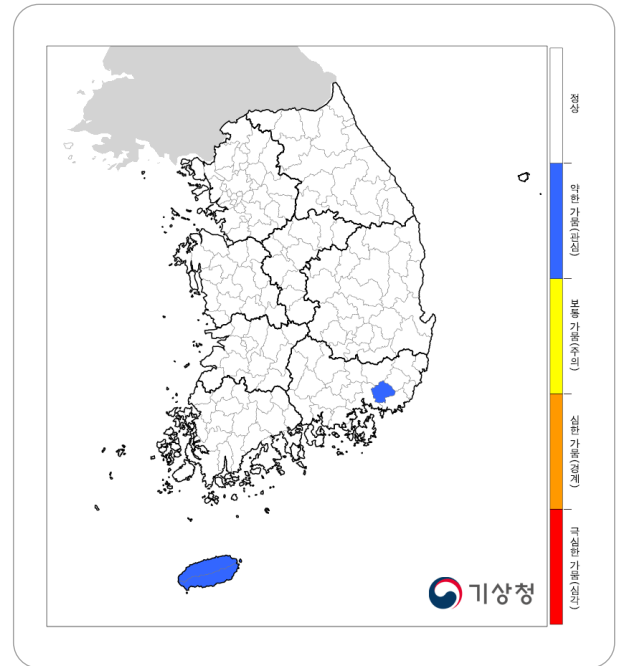 정상
약한 가뭄(관심)
보통 가뭄(주의)
심한 가뭄(경계)
극심한 가뭄(심각)
기상청